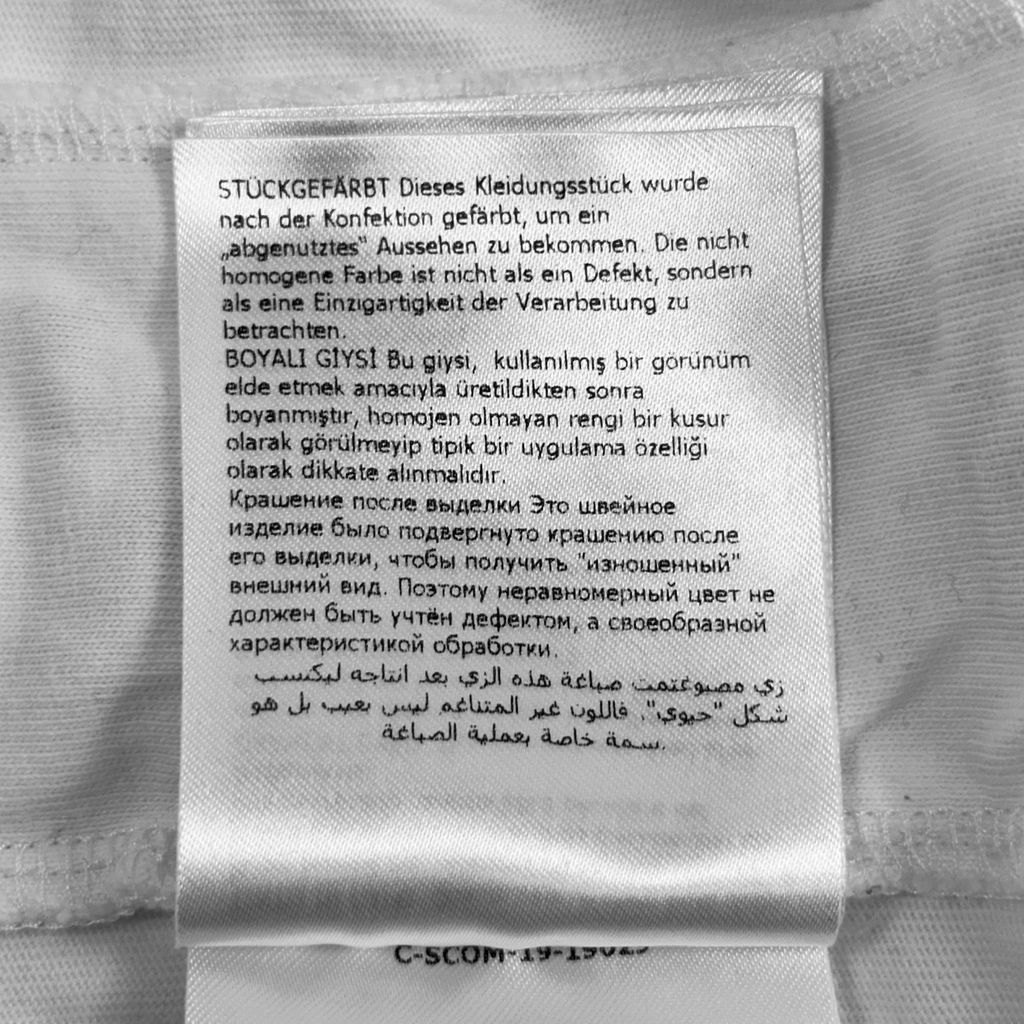 STÜCKGEFÄRBT Dieses Kleidungsstück wurde
nach der Konfektion gefärbt, um ein
„abgenutztes" Aussehen zu bekommen. Die nicht
homogene Farbe ist nicht als ein Defekt, sondern
als eine Einzigartigkeit der Verarbeitung zu
betrachten.
BOYALI GİYSİ Bu giysi, kullanılmış bir görünüm
elde etmek amacıyla üretildikten sonra
boyanmıştır, homojen olmayan rengi bir kusur
olarak görülmeyip tipik bir uygulama özelliği
olarak dikkate alınmalıdır.
Крашение после выделки Это швейное
изделие было подвергнуто крашению после
его выделки, чтобы получить "изношенный"
внешний вид. Поэтому неравномерный цвет не
должен быть учтён дефектом, а своеобразной
характеристикой обработки.
زي مصبوغتمت صباغة هذه الزي بعد انتاجه ليكتسب
شكل "حيوي". فاللون غير المتناغم ليس بعيب بل هو
سمة خاصة بعملية الصباغة.